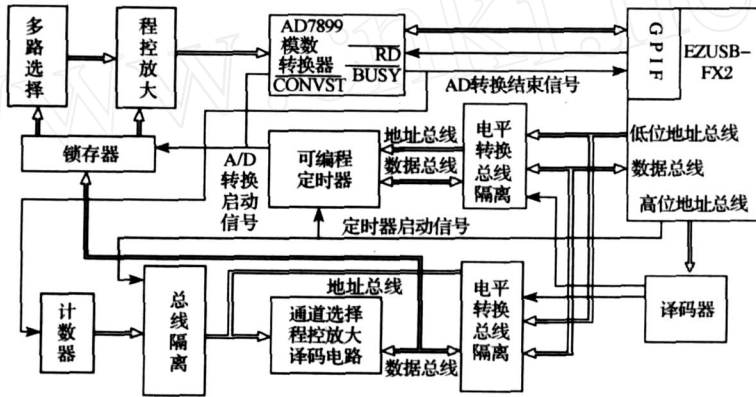 多路选择
程控放大
AD7899
模数
转换器
RD
BUSY
CONVST
GPIF
EZUSB-
FX2
AD转换结束信号
锁存器
A/D
转换
启动
信号
可编程
定时器
地址总线
数据总线
电平
转换
总线
隔离
低位地址总线
数据总线
高位地址总线
定时器启动信号
计数器
总线隔离
地址总线
通道选择
程控放大
译码电路
数据总线
电平
转换
总线
隔离
译码器